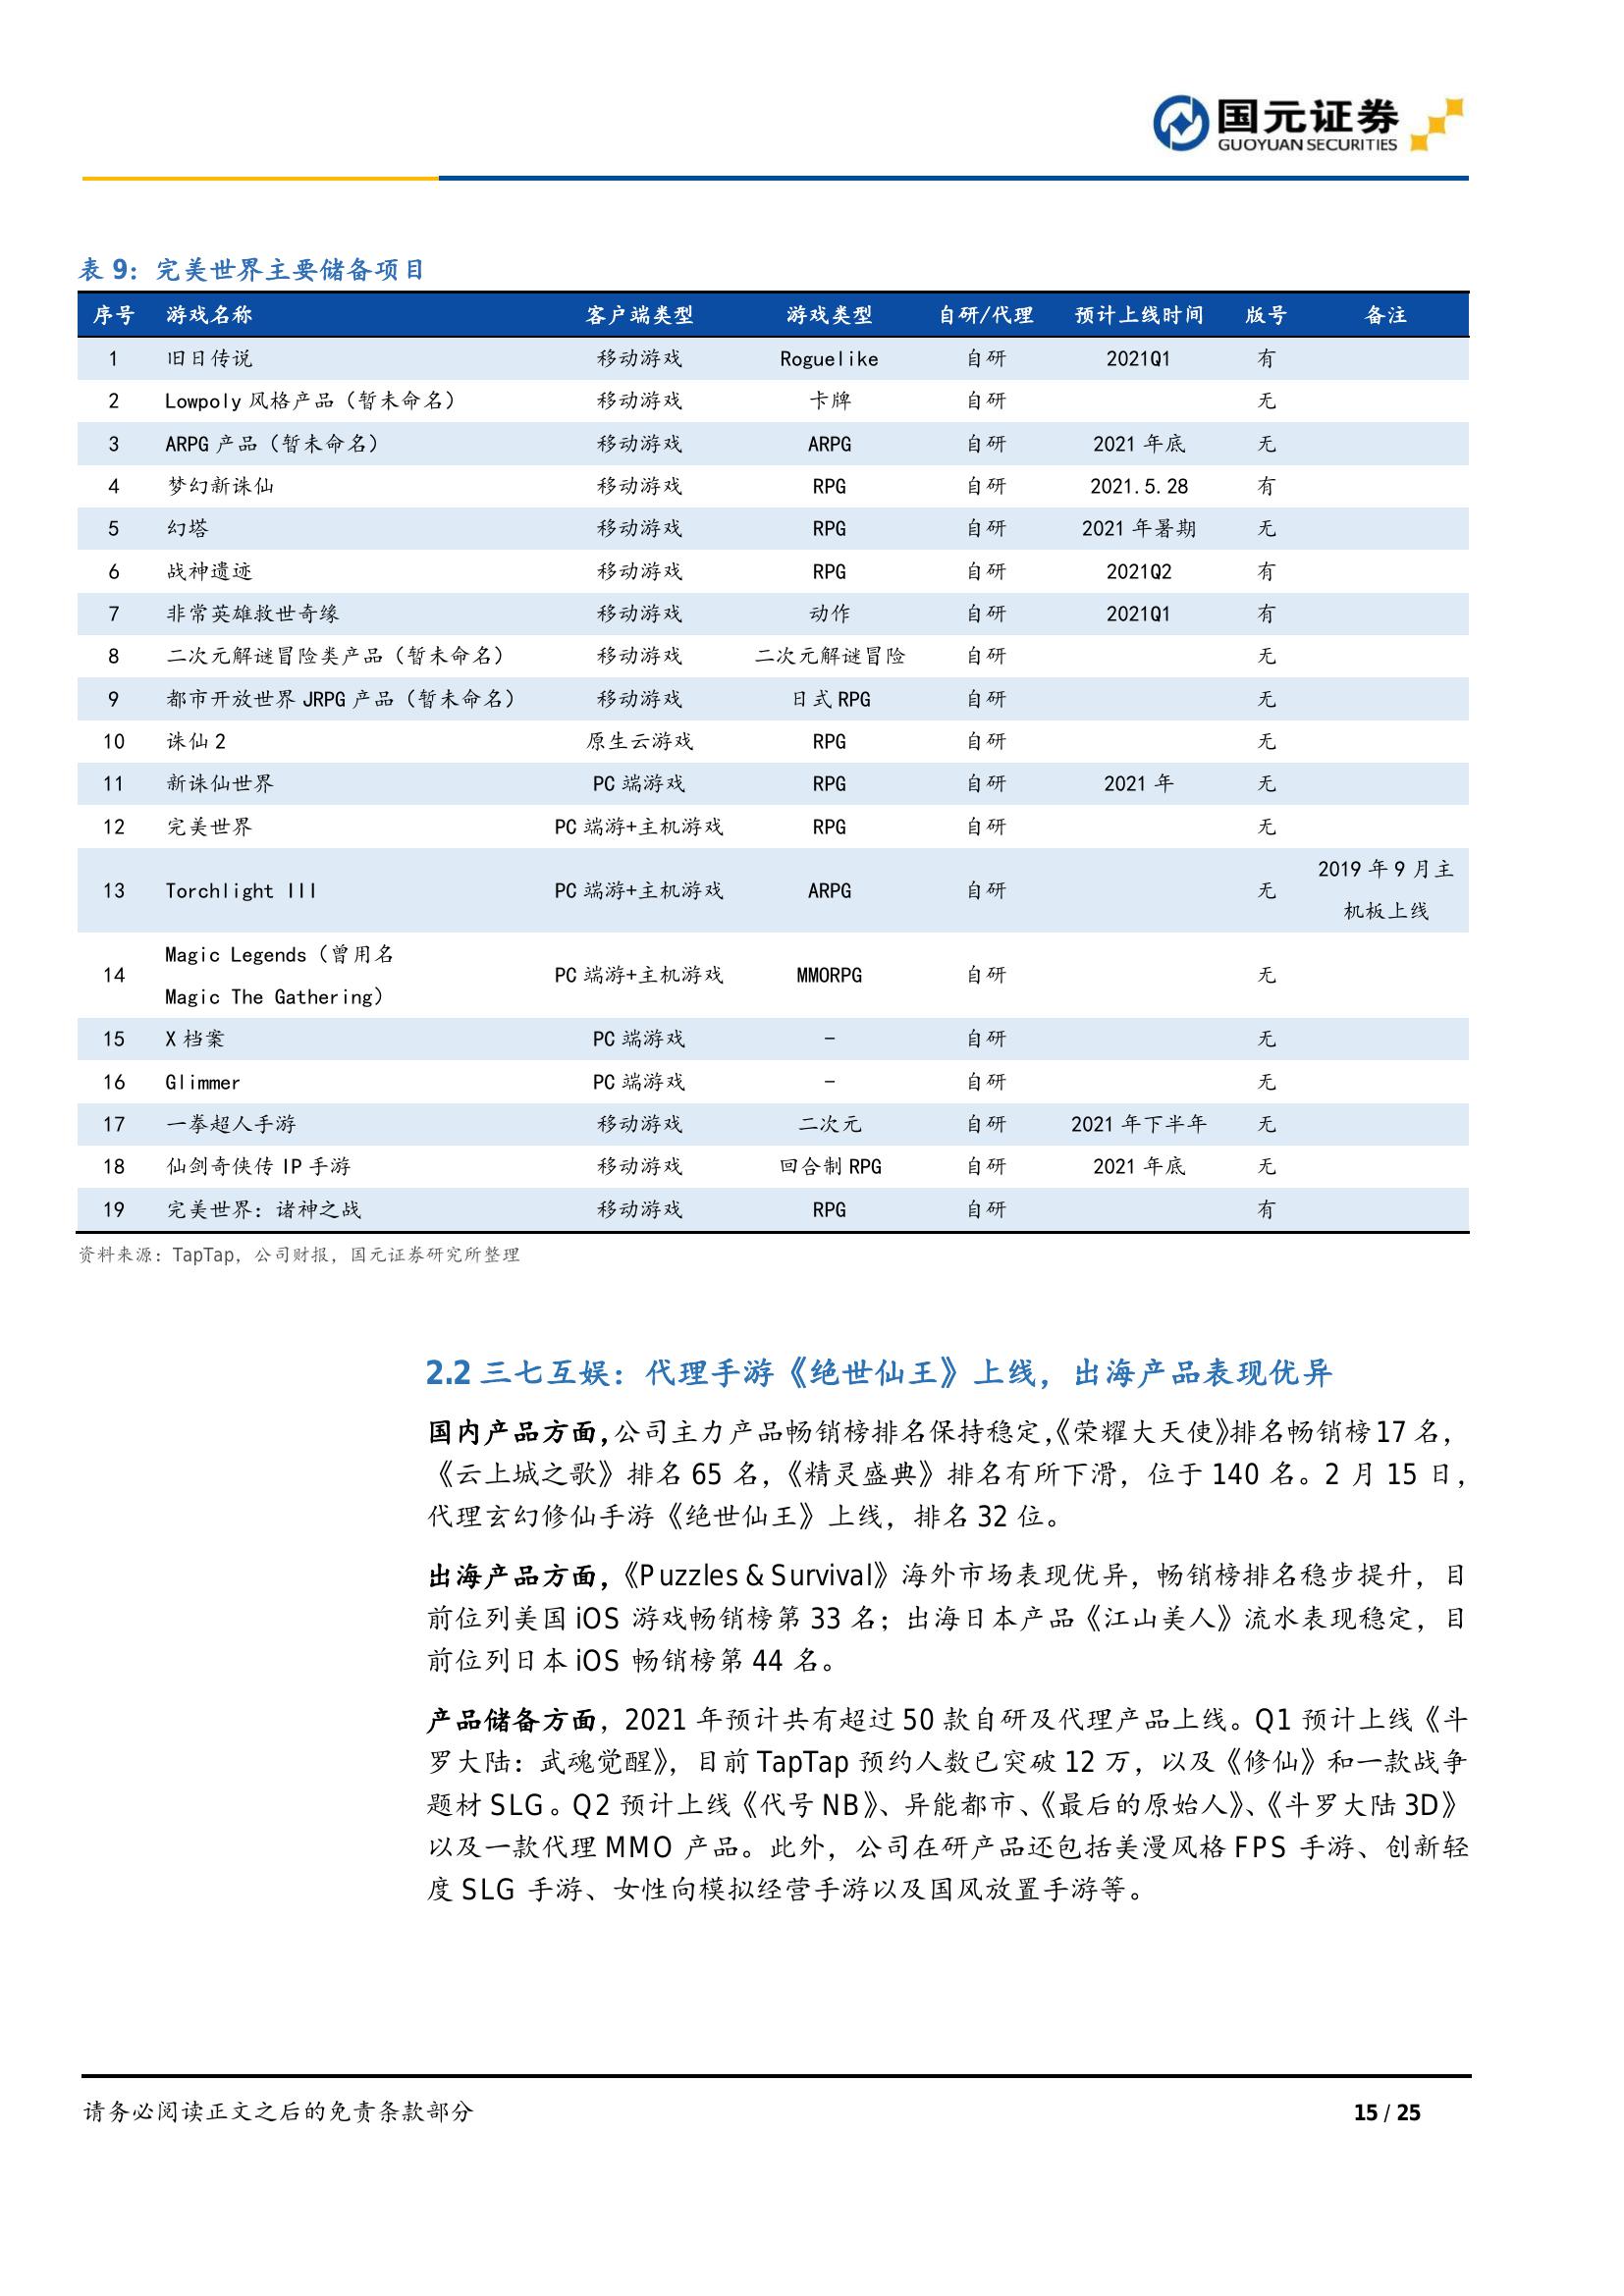 国元证券
GUOYUAN SECURITIES
表 9：完美世界主要储备项目
序号 游戏名称 客户端类型 游戏类型 自研/代理 预计上线时间 版号 备注
1 旧日传说 移动游戏 Roguelike 自研 2021Q1 有
2 Lowpoly 风格产品（暂未命名） 移动游戏 卡牌 自研 无
3 ARPG 产品（暂未命名） 移动游戏 ARPG 自研 2021 年底 无
4 梦幻新诛仙 移动游戏 RPG 自研 2021.5.28 有
5 幻塔 移动游戏 RPG 自研 2021 年暑期 无
6 战神遗迹 移动游戏 RPG 自研 2021Q2 有
7 非常英雄救世奇缘 移动游戏 动作 自研 2021Q1 有
8 二次元解谜冒险类产品（暂未命名） 移动游戏 二次元解谜冒险 自研 无
9 都市开放世界 JRPG 产品（暂未命名） 移动游戏 日式 RPG 自研 无
10 诛仙 2 原生云游戏 RPG 自研 无
11 新诛仙世界 PC 端游戏 RPG 自研 2021 年 无
12 完美世界 PC 端游+主机游戏 RPG 自研 无
13 Torchlight III PC 端游+主机游戏 ARPG 自研 无 2019 年 9 月主
机板上线
14 Magic Legends（曾用名
Magic The Gathering） PC 端游+主机游戏 MMORPG 自研 无
15 X 档案 PC 端游戏 - 自研 无
16 Glimmer PC 端游戏 - 自研 无
17 一拳超人手游 移动游戏 二次元 自研 2021 年下半年 无
18 仙剑奇侠传 IP 手游 移动游戏 回合制 RPG 自研 2021 年底 无
19 完美世界：诸神之战 移动游戏 RPG 自研 有
资料来源：TapTap，公司财报，国元证券研究所整理
2.2 三七互娱：代理手游《绝世仙王》上线，出海产品表现优异
国内产品方面，公司主力产品畅销榜排名保持稳定，《荣耀大天使》排名畅销榜 17 名，
《云上城之歌》排名 65 名，《精灵盛典》排名有所下滑，位于 140 名。2 月 15 日，
代理玄幻修仙手游《绝世仙王》上线，排名 32 位。
出海产品方面，《Puzzles & Survival》海外市场表现优异，畅销榜排名稳步提升，目
前位列美国 iOS 游戏畅销榜第 33 名；出海日本产品《江山美人》流水表现稳定，目
前位列日本 iOS 畅销榜第 44 名。
产品储备方面，2021 年预计共有超过 50 款自研及代理产品上线。Q1 预计上线《斗
罗大陆：武魂觉醒》，目前 TapTap 预约人数已突破 12 万，以及《修仙》和一款战争
题材 SLG。Q2 预计上线《代号 NB》、异能都市、《最后的原始人》、《斗罗大陆 3D》
以及一款代理 MMO 产品。此外，公司在研产品还包括美漫风格 FPS 手游、创新轻
度 SLG 手游、女性向模拟经营手游以及国风放置手游等。
请务必阅读正文之后的免责条款部分 15 / 25